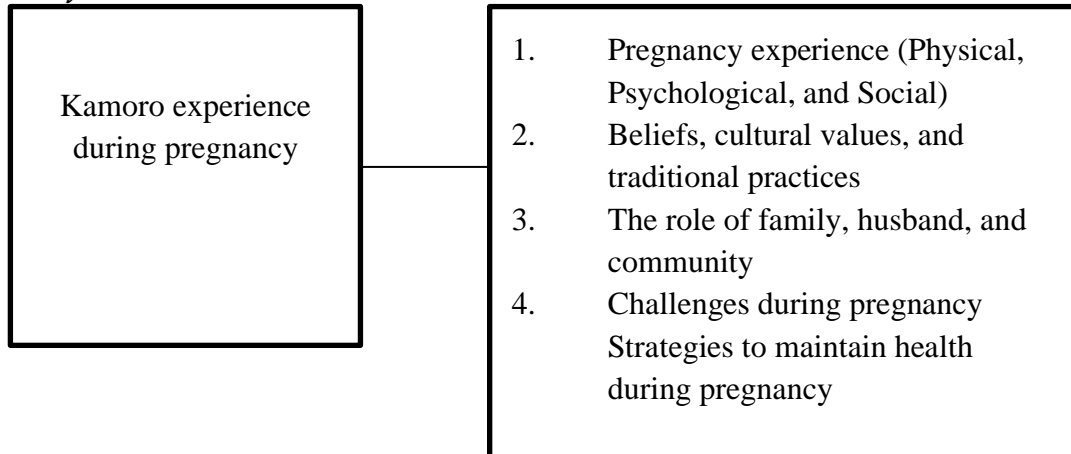 Kamoro experience
during pregnancy
1. Pregnancy experience (Physical,
Psychological, and Social)
2. Beliefs, cultural values, and
traditional practices
3. The role of family, husband, and
community
4. Challenges during pregnancy
Strategies to maintain health
during pregnancy